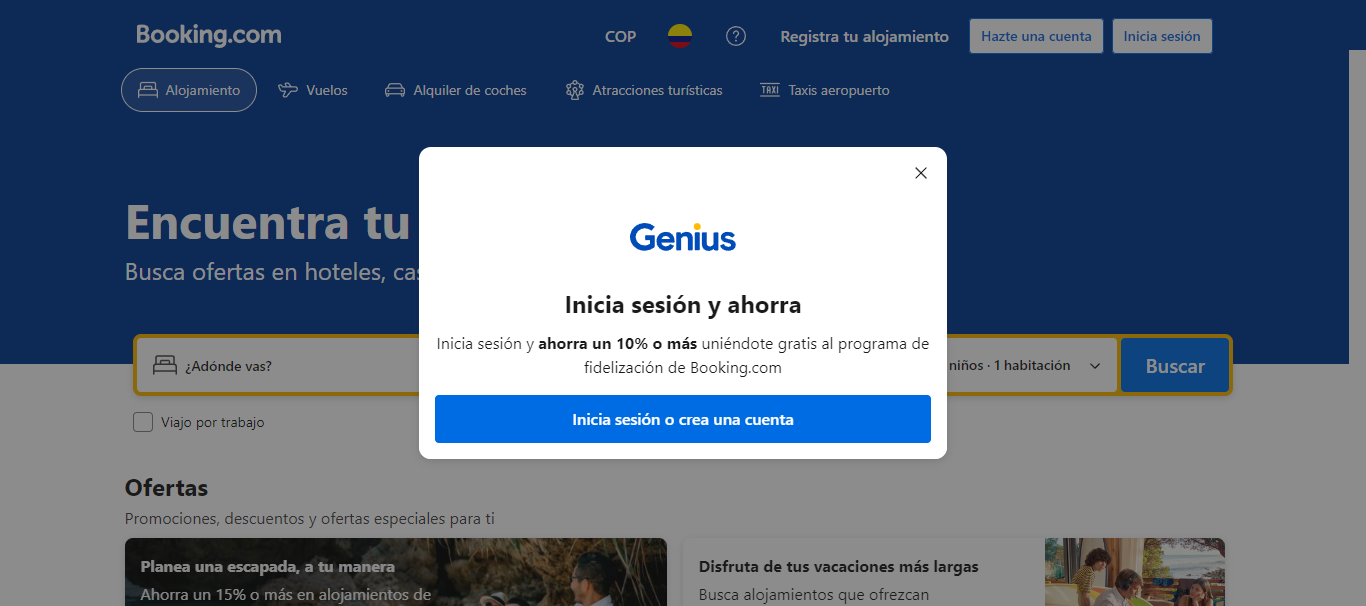 Booking.com
COP
Registra tu alojamiento
Hazte una cuenta
Inicia sesión
Alojamiento
Vuelos
Alquiler de coches
Atracciones turísticas
TAXI
Taxis aeropuerto
Encuentra tu
Busca ofertas en hoteles, cas
Genius
Inicia sesión y ahorra
Inicia sesión y ahorra un 10% o más uniéndote gratis al programa de
fidelización de Booking.com
Inicia sesión o crea una cuenta
¿Adónde vas?
niños · 1 habitación
Buscar
Viajo por trabajo
Ofertas
Promociones, descuentos y ofertas especiales para ti
Planea una escapada, a tu manera
Ahorra un 15% o más en alojamientos de
Disfruta de tus vacaciones más largas
Busca alojamientos que ofrezcan